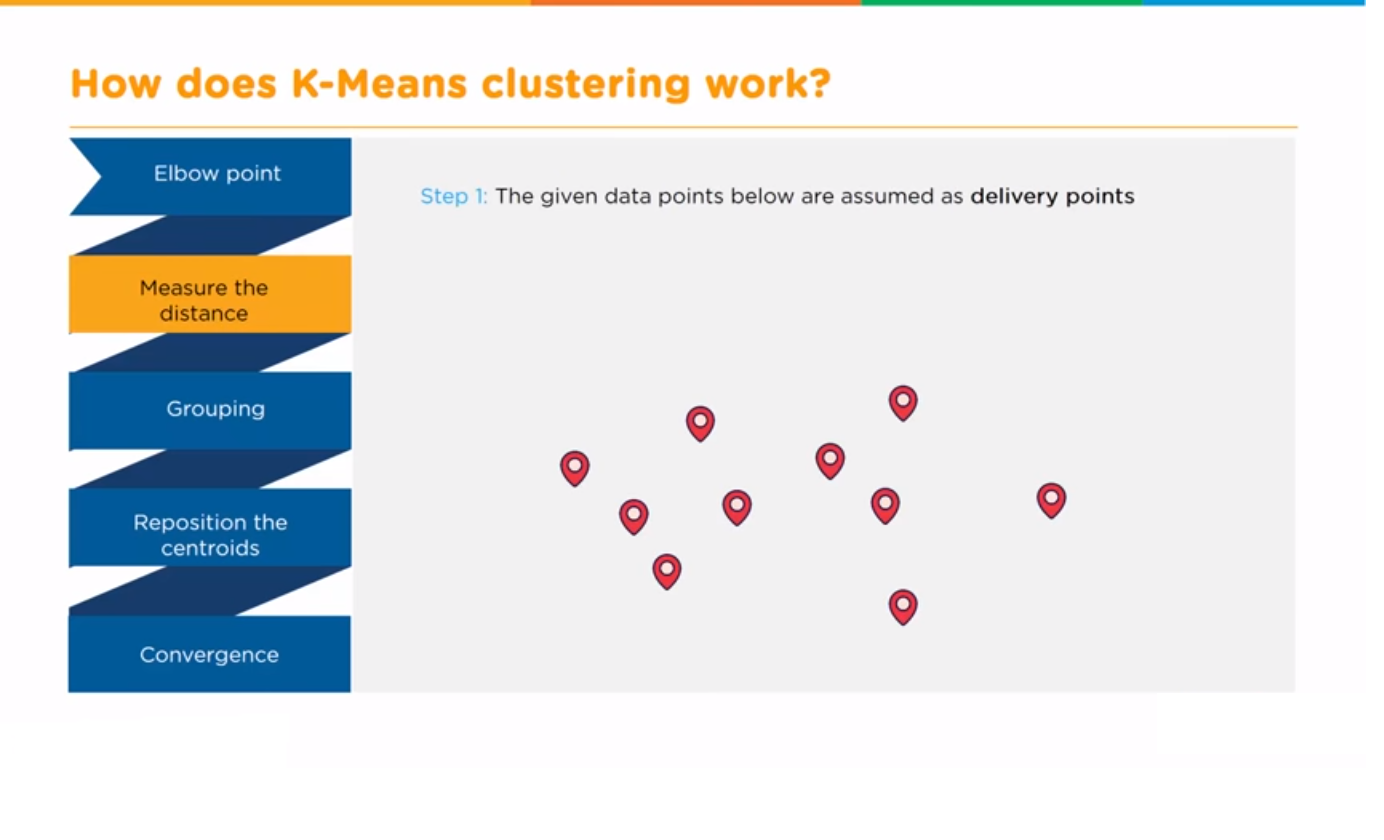 How does K-Means clustering work?
Elbow point
Step 1: The given data points below are assumed as delivery points
Measure the
distance
Grouping
Reposition the
centroids
Convergence